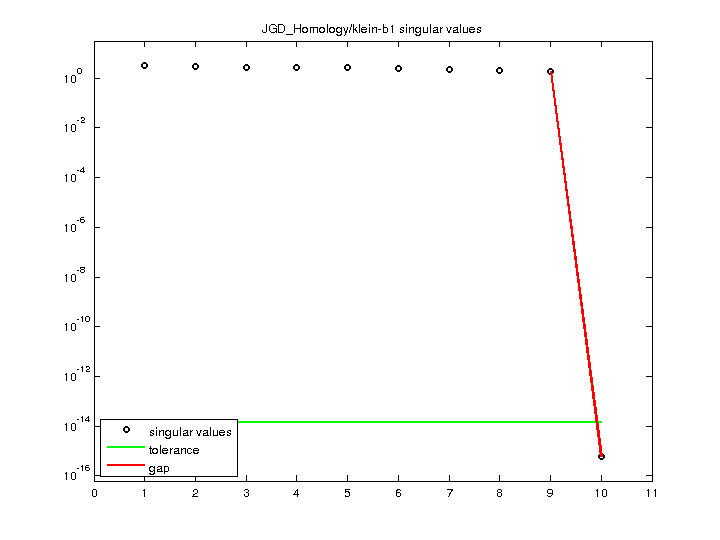 JGD_Homology/klein-b1 singular values
10^0
10^-2
10^-4
10^-6
10^-8
10^-10
10^-12
10^-14
10^-16
singular values
tolerance
gap
0 1 2 3 4 5 6 7 8 9 10 11